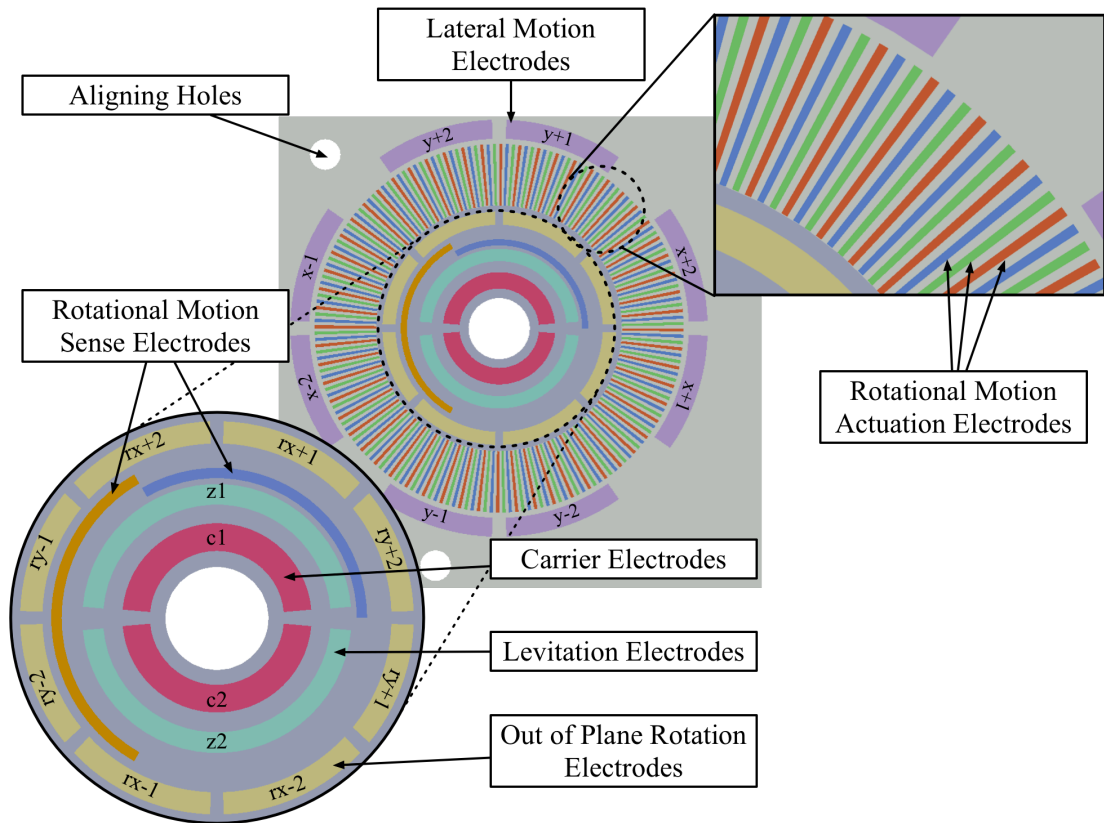 Lateral Motion
Electrodes
Aligning Holes
y+2
y+1
x-1
x+2
x-2
x+1
y-1
y-2
Rotational Motion
Sense Electrodes
Rotational Motion
Actuation Electrodes
rx+2
rx+1
z1
ry-1
c1
ry+2
Carrier Electrodes
Levitation Electrodes
ry-2
c2
ry+1
z2
rx-1
rx-2
Out of Plane Rotation
Electrodes